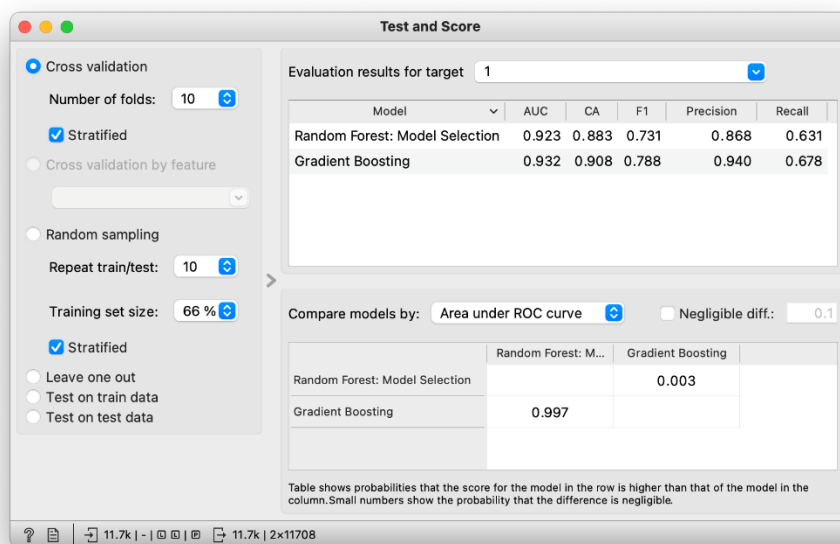 Test and Score
Cross validation
Number of folds: 10
Stratified
Cross validation by feature
Random sampling
Repeat train/test: 10
Training set size: 66 %
Stratified
Leave one out
Test on train data
Test on test data
Evaluation results for target 1
Model AUC CA F1 Precision Recall
Random Forest: Model Selection 0.923 0.883 0.731 0.868 0.631
Gradient Boosting 0.932 0.908 0.788 0.940 0.678
Compare models by: Area under ROC curve Negligible diff.: 0.1
Random Forest: M... Gradient Boosting
Random Forest: Model Selection 0.003
Gradient Boosting 0.997
Table shows probabilities that the score for the model in the row is higher than that of the model in the
column.Small numbers show the probability that the difference is negligible.
? 11.7k | - | L L | P 11.7k | 2×11708